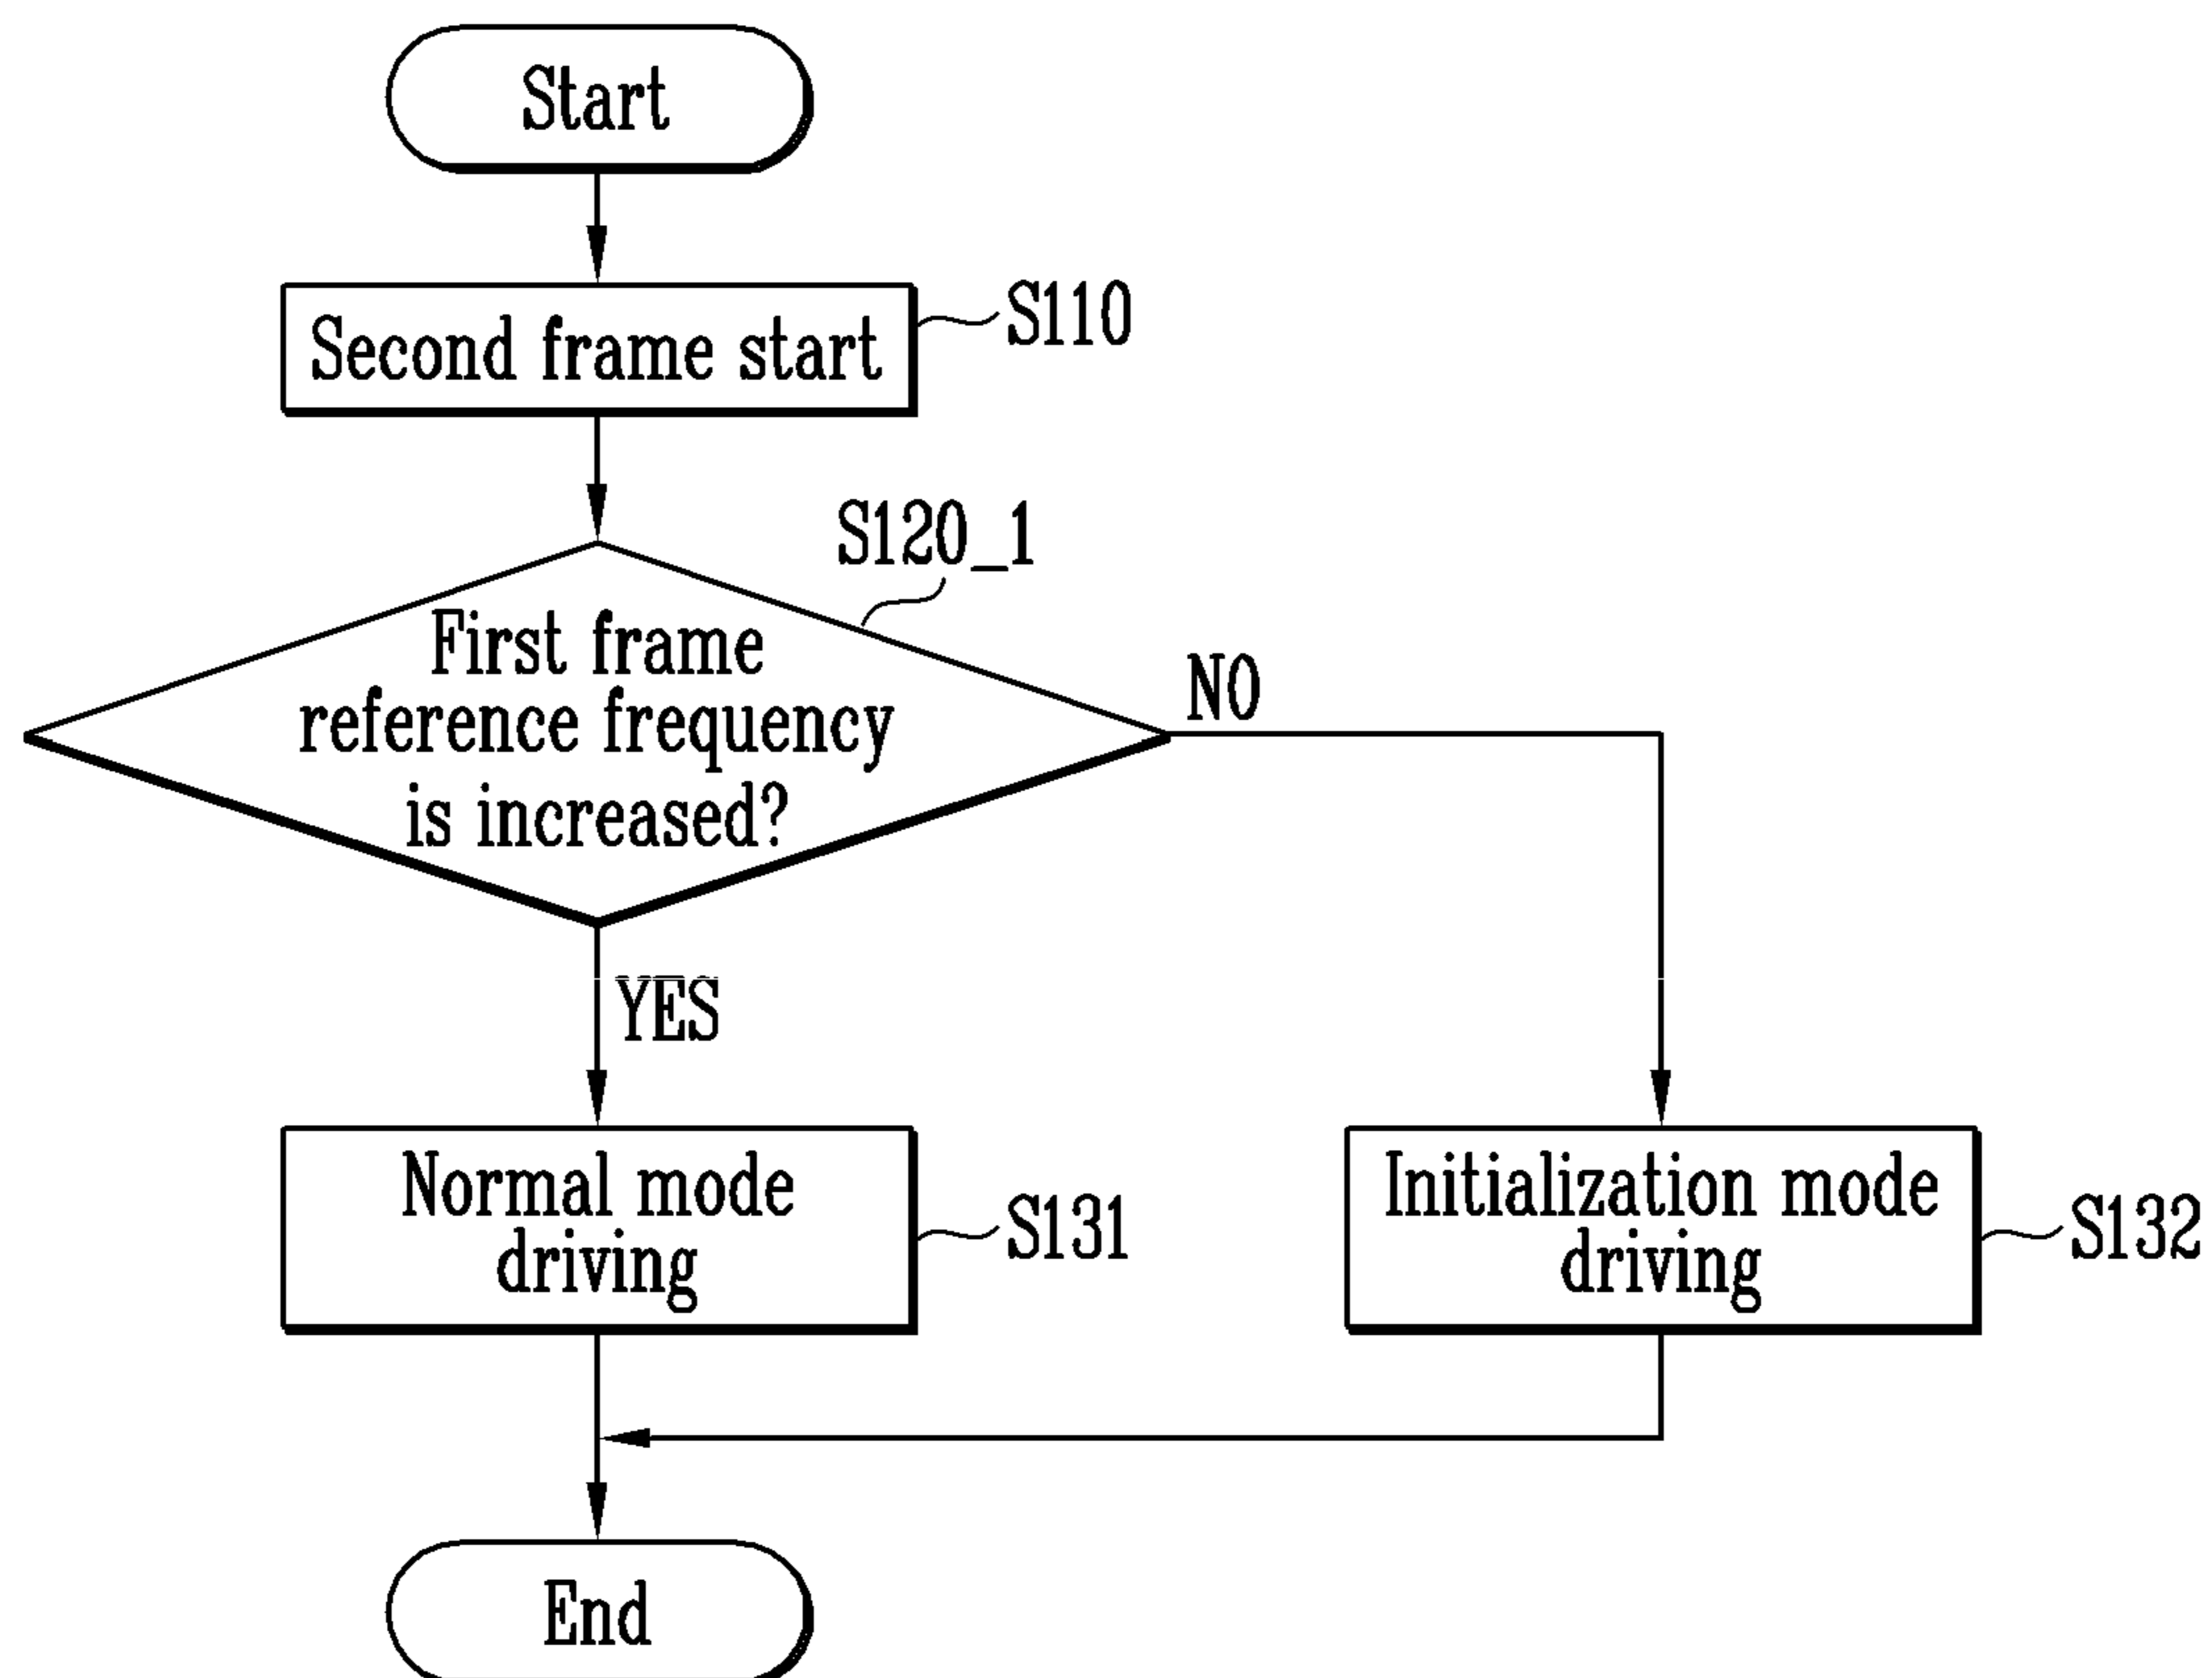 Start
Second frame start
S110
S120_1
First frame
reference frequency
is increased?
NO
YES
Normal mode
driving
S131
Initialization mode
driving
S132
End